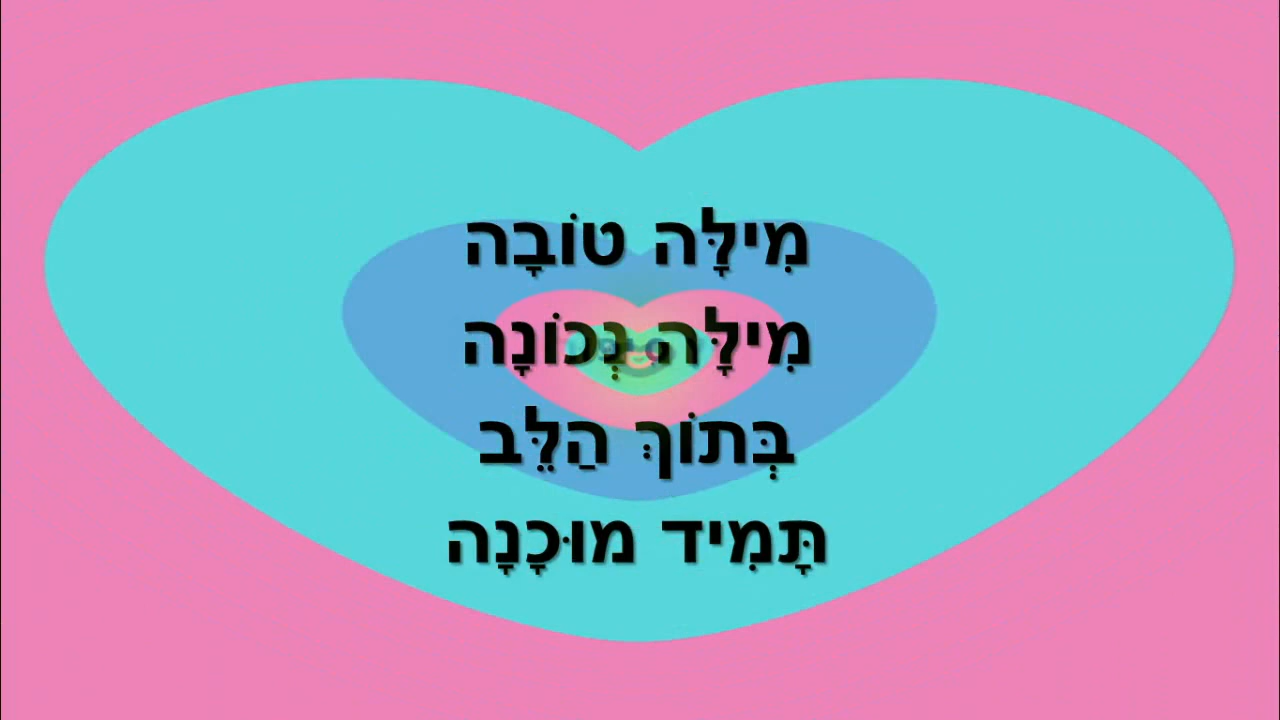 מִילָּה טוֹבָה
מִילָּה נְכוֹנָה
בְּתוֹךְ הַלֵּב
תָּמִיד מוּכָנָה